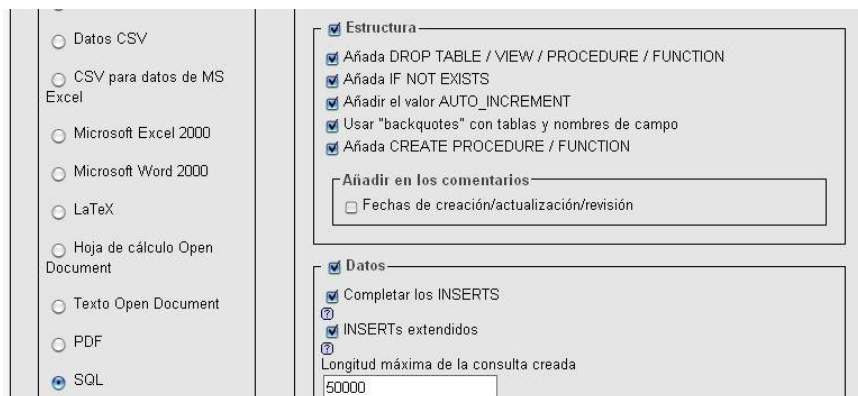 Datos CSV
CSV para datos de MS
Excel
Microsoft Excel 2000
Microsoft Word 2000
LaTeX
Hoja de cálculo Open
Document
Texto Open Document
PDF
SQL
Estructura
Añada DROP TABLE / VIEW / PROCEDURE / FUNCTION
Añada IF NOT EXISTS
Añadir el valor AUTO_INCREMENT
Usar "backquotes" con tablas y nombres de campo
Añada CREATE PROCEDURE / FUNCTION
Añadir en los comentarios
Fechas de creación/actualización/revisión
Datos
Completar los INSERTS
?
INSERTs extendidos
?
Longitud máxima de la consulta creada
50000